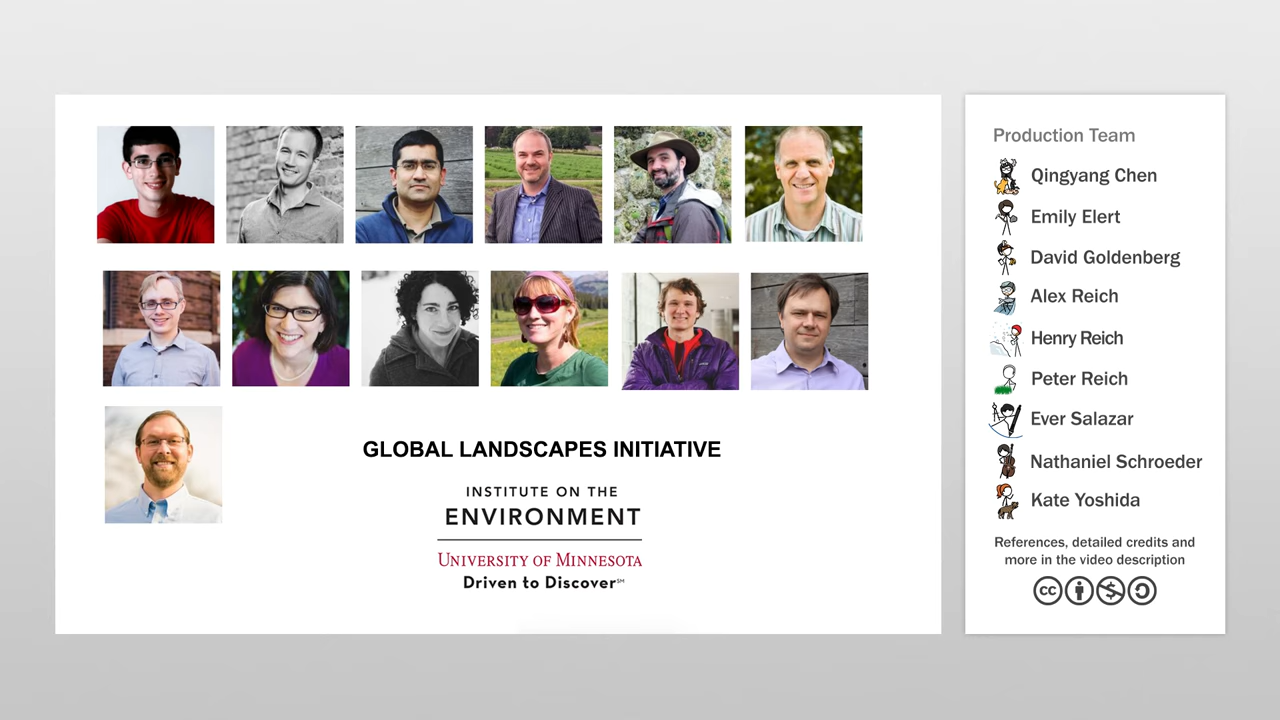 GLOBAL LANDSCAPES INITIATIVE
INSTITUTE ON THE
ENVIRONMENT
UNIVERSITY OF MINNESOTA
Driven to Discover℠
Production Team
Qingyang Chen
Emily Elert
David Goldenberg
Alex Reich
Henry Reich
Peter Reich
Ever Salazar
Nathaniel Schroeder
Kate Yoshida
References, detailed credits and
more in the video description
cc